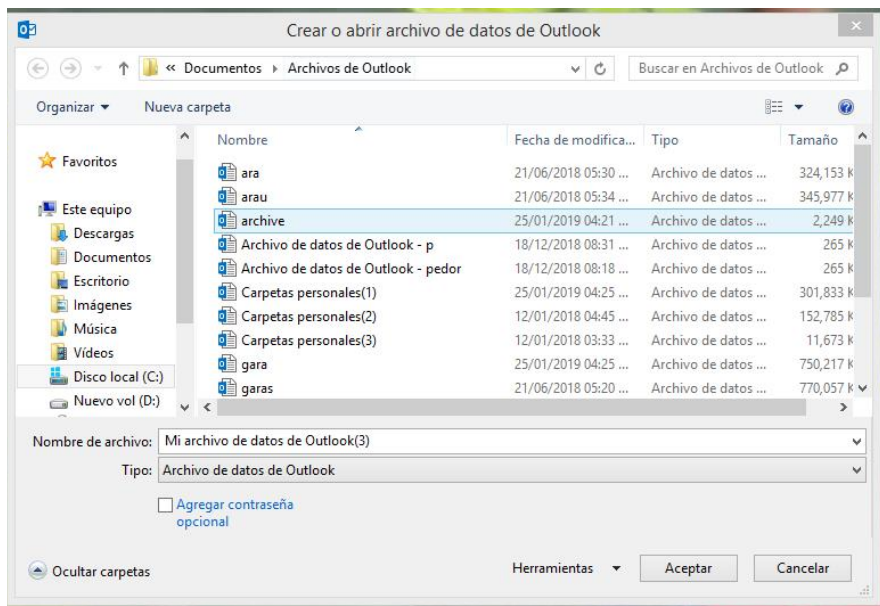 Crear o abrir archivo de datos de Outlook
« Documentos Archivos de Outlook Buscar en Archivos de Outlook
Organizar Nueva carpeta
Nombre Fecha de modifica... Tipo Tamaño
Favoritos
Este equipo
Descargas
Documentos
Escritorio
Imágenes
Música
Vídeos
Disco local (C:)
Nuevo vol (D:)
ara 21/06/2018 05:30 ... Archivo de datos ... 324,153 K
arau 21/06/2018 05:34 ... Archivo de datos ... 345,977 K
archive 25/01/2019 04:21 ... Archivo de datos ... 2,249 K
Archivo de datos de Outlook - p 18/12/2018 08:31 ... Archivo de datos ... 265 K
Archivo de datos de Outlook - pedor 18/12/2018 08:18 ... Archivo de datos ... 265 K
Carpetas personales(1) 25/01/2019 04:25 ... Archivo de datos ... 301,833 K
Carpetas personales(2) 12/01/2019 04:45 ... Archivo de datos ... 152,785 K
Carpetas personales(3) 12/01/2019 03:33 ... Archivo de datos ... 11,673 K
gara 25/01/2019 04:25 ... Archivo de datos ... 750,217 K
garas 21/06/2018 05:20 ... Archivo de datos ... 770,057 K
Nombre de archivo: Mi archivo de datos de Outlook(3)
Tipo: Archivo de datos de Outlook
Agregar contraseña
opcional
Ocultar carpetas Herramientas Aceptar Cancelar